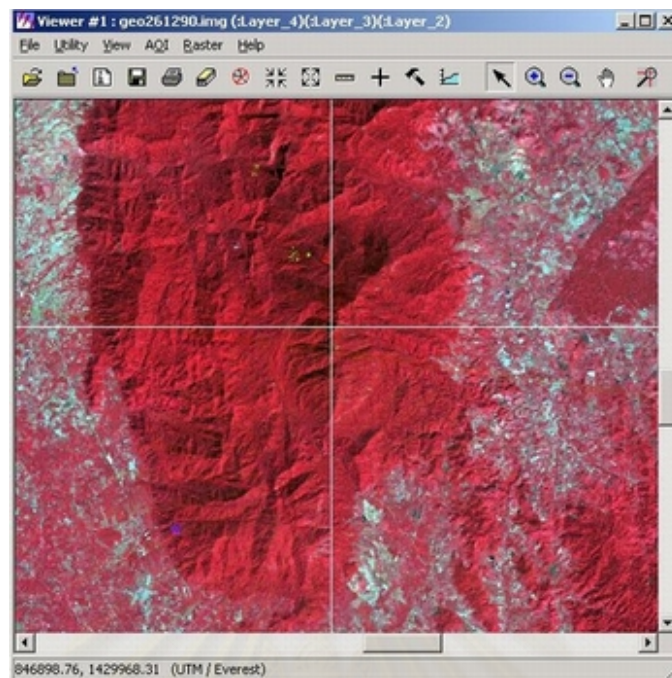 Viewer #1 : geo261290.img (:Layer_4)(:Layer_3)(:Layer_2)
File Utility View AOI Raster Help
846898.76, 1429968.31 (UTM / Everest)